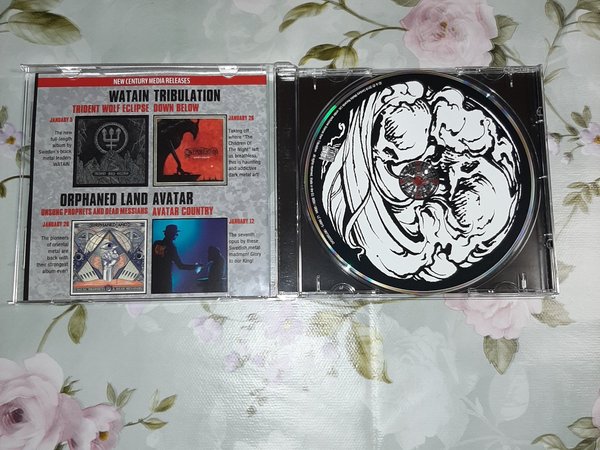 NEW CENTURY MEDIA RELEASES
WATAIN
TRIDENT WOLF ECLIPSE
JANUARY 5
The new
full-length
album by
Sweden's black
metal leaders
WATAIN
TRIBULATION
DOWN BELOW
JANUARY 26
Taking off
where "The
Children Of
The Night" left
us breathless,
this is haunting
and addictive
dark metal art!
ORPHANED LAND
UNSUNG PROPHETS AND DEAD MESSIAHS
JANUARY 26
The pioneers
of oriental
metal are
back with
their strongest
album ever!
AVATAR
AVATAR COUNTRY
JANUARY 12
The seventh
opus by these
Swedish metal
madmen! Glory
to our King!